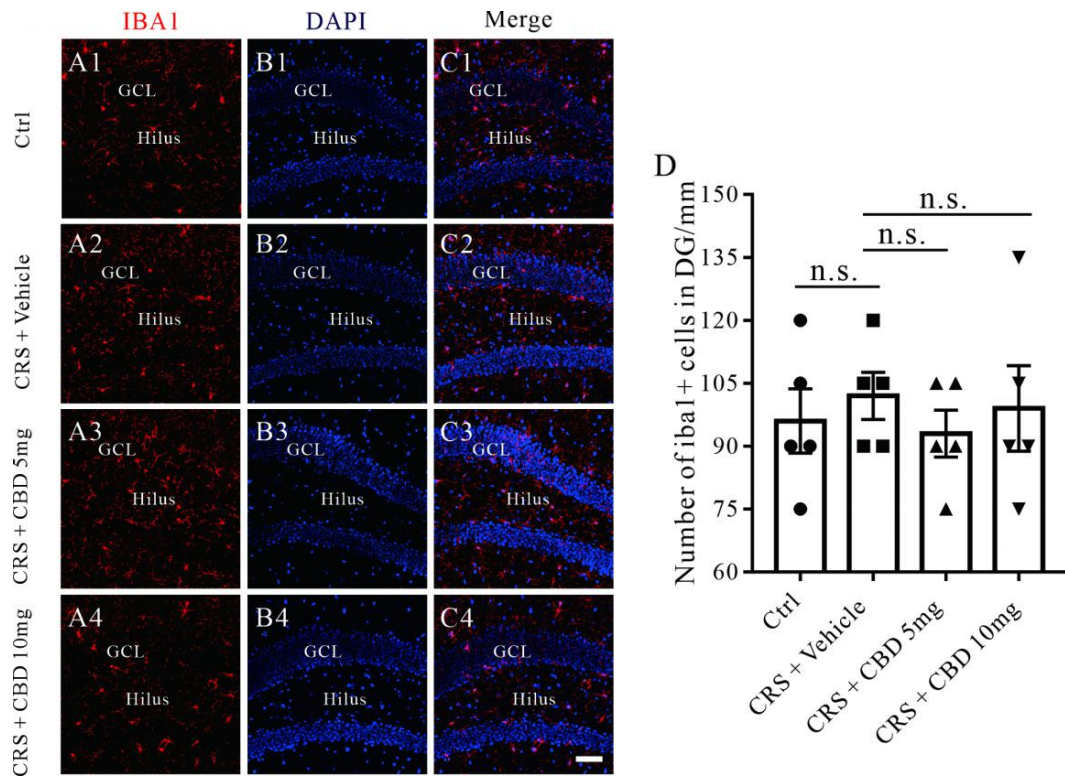 IBA1 DAPI Merge
Ctrl
A1 B1 C1
GCL GCL GCL
Hilus Hilus Hilus
CRS + Vehicle
A2 B2 C2
GCL GCL GCL
Hilus Hilus Hilus
CRS + CBD 5mg
A3 B3 C3
GCL GCL GCL
Hilus Hilus Hilus
CRS + CBD 10mg
A4 B4 C4
GCL GCL GCL
Hilus Hilus Hilus
D
Number of iba1+ cells in DG/mm
150
135
120
105
90
75
60
n.s.
n.s.
n.s.
Ctrl
CRS + Vehicle
CRS + CBD 5mg
CRS + CBD 10mg